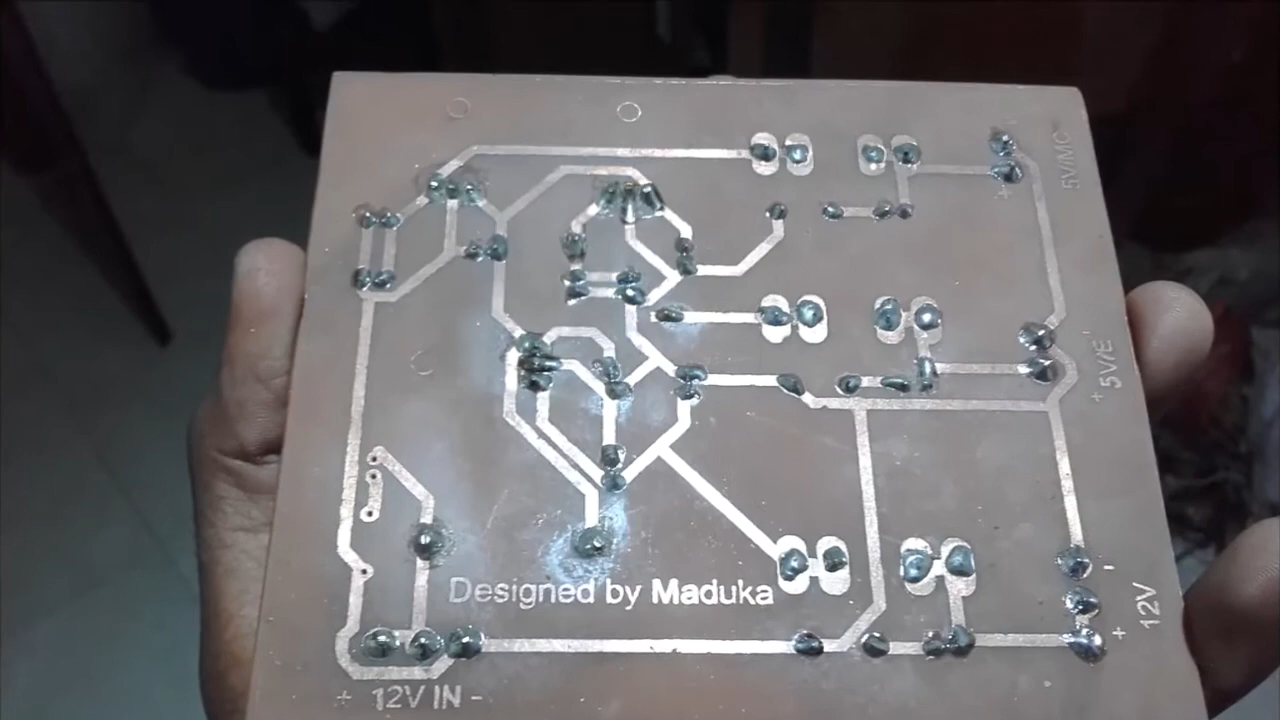 5V/MC
+
+ 5V/E
-
12V
+
Designed by Maduka
+ 12V IN -